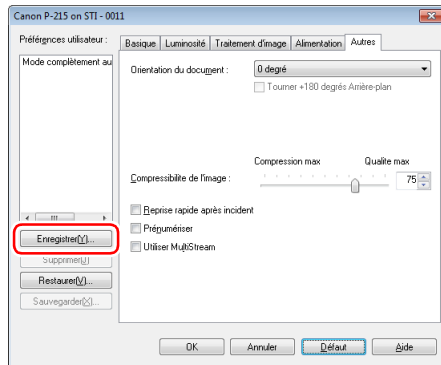 Canon P-215 on STI - 0011
Préférences utilisateur :
Mode complètement au
Enregistrer(Y)...
Supprimer(J)
Restaurer(V)...
Sauvegarder(X)...
Basique
Luminosité
Traitement d'image
Alimentation
Autres
Orientation du document :
0 degré
Tourner +180 degrés Arrière-plan
Compression max
Qualite max
Compressibilite de l'image :
75
Reprise rapide après incident
Prénumériser
Utiliser MultiStream
OK
Annuler
Défaut
Aide